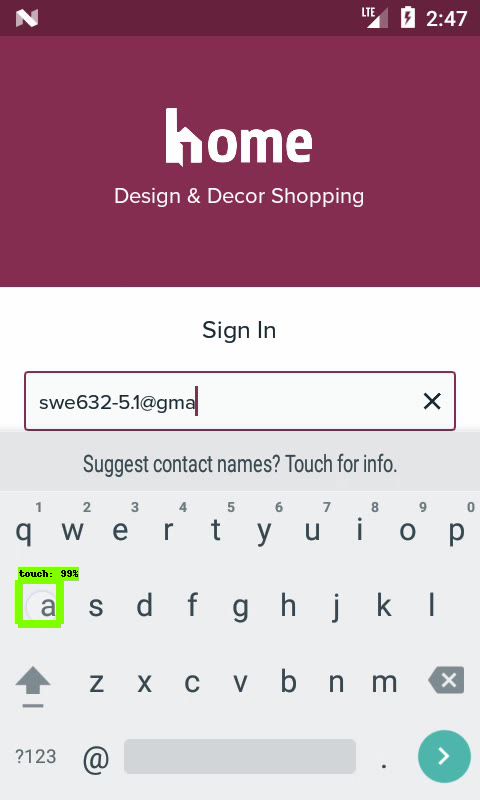 LTE 2:47
home
Design & Decor Shopping
Sign In
swe632-5.1@gma
Suggest contact names? Touch for info.
1 2 3 4 5 6 7 8 9 0
q w e r t y u i o p
touch: 99%
a s d f g h j k l
z x c v b n m
?123 @ .